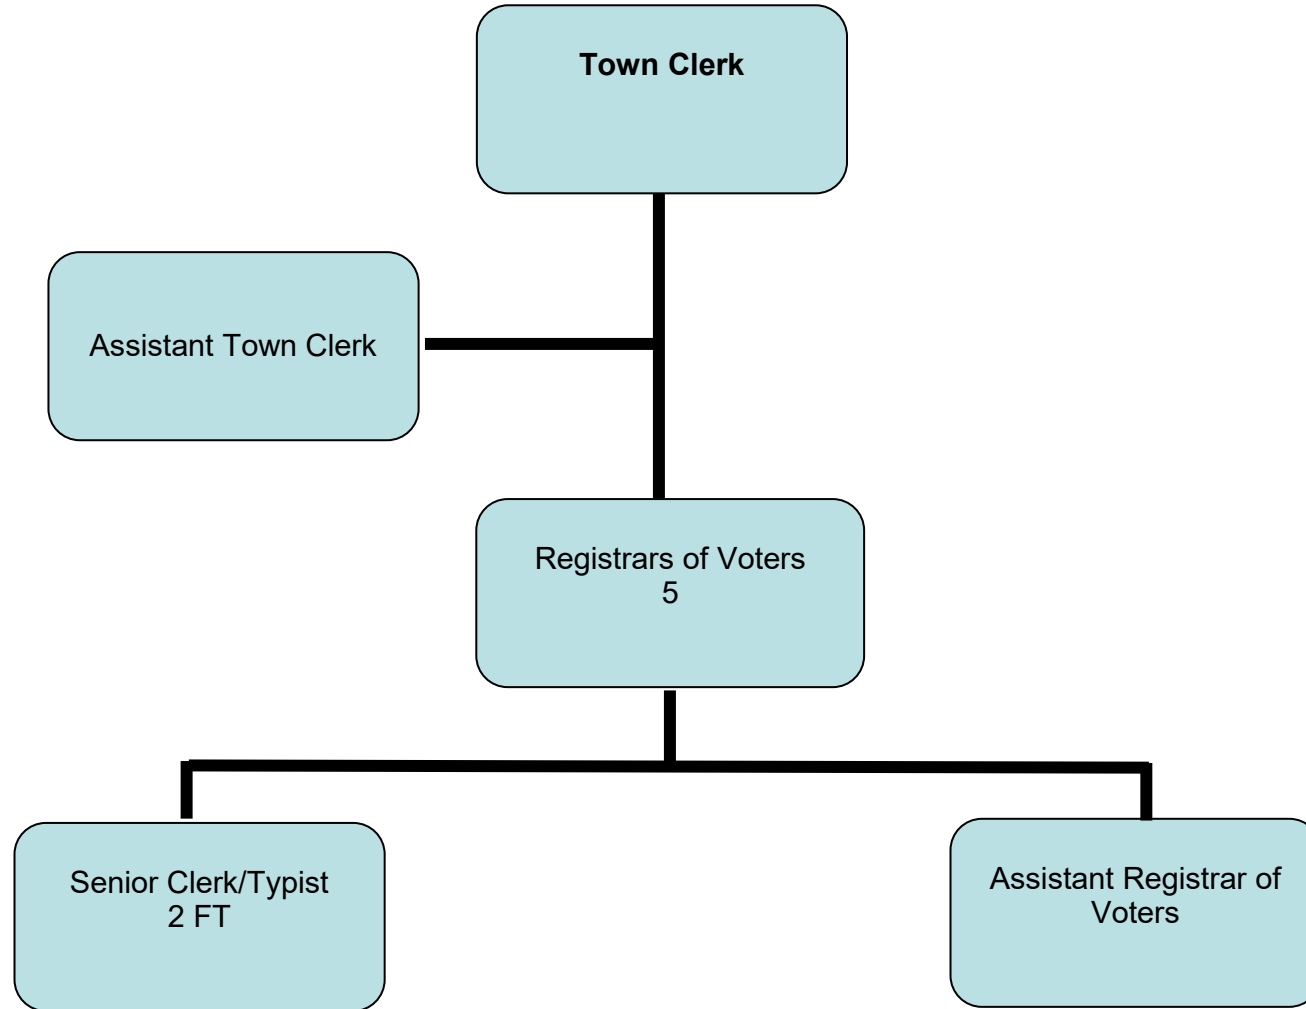 Town Clerk
Assistant Town Clerk
Registrars of Voters
5
Senior Clerk/Typist
2 FT
Assistant Registrar of
Voters